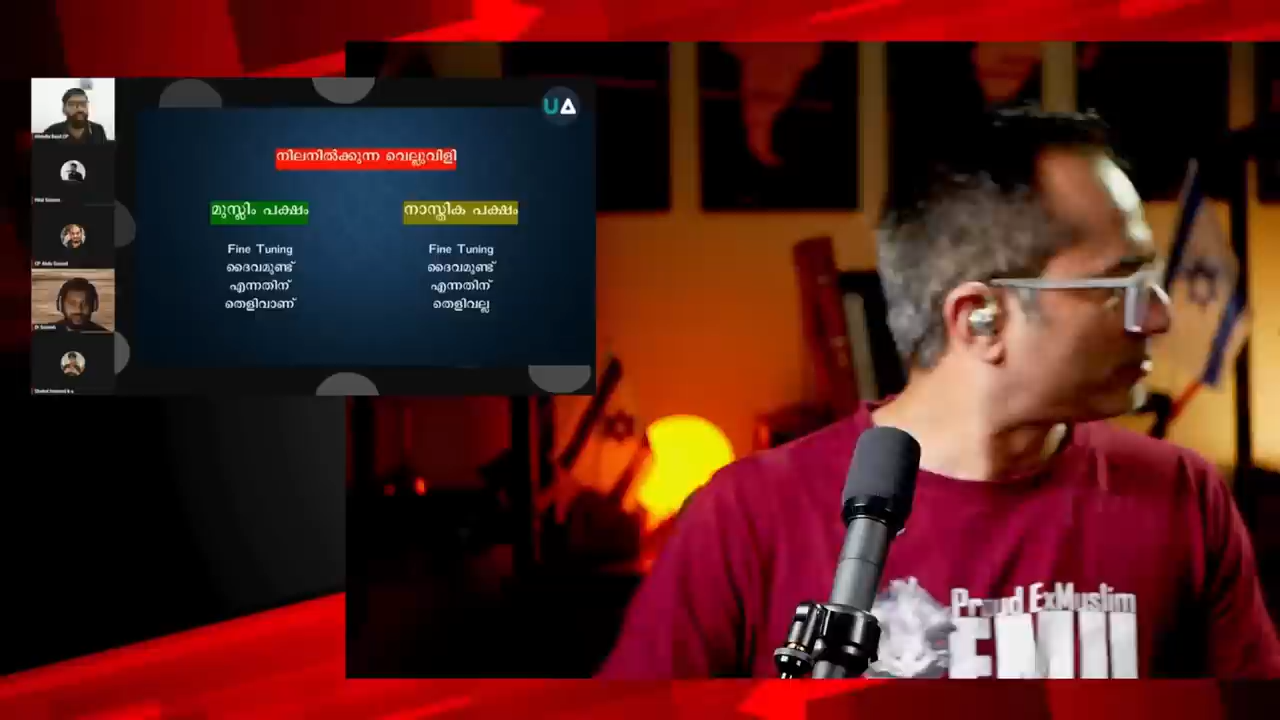 UA
നിലനിൽക്കുന്ന വെല്ലുവിളി
മുസ്ലിം പക്ഷം
നാസ്തിക പക്ഷം
Fine Tuning
ദൈവമുണ്ട്
എന്നതിന്
തെളിവാണ്
Fine Tuning
ദൈവമുണ്ട്
എന്നതിന്
തെളിവല്ല
Proud ExMuslim